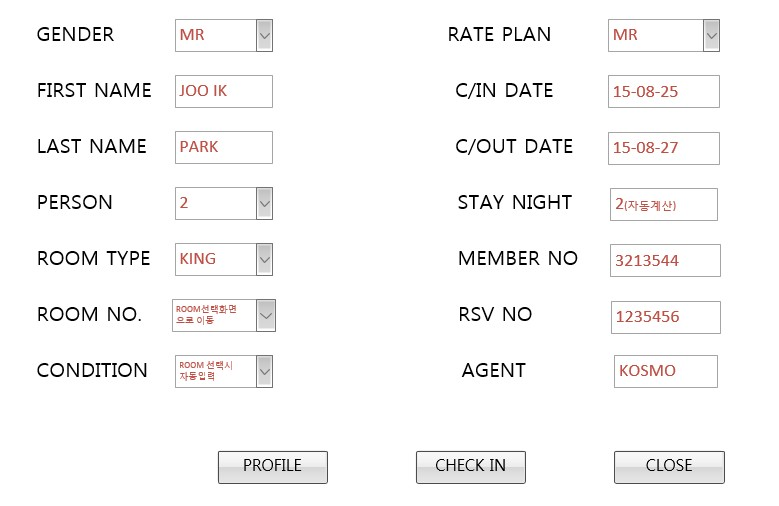 GENDER MR RATE PLAN MR
FIRST NAME JOO IK C/IN DATE 15-08-25
LAST NAME PARK C/OUT DATE 15-08-27
PERSON 2 STAY NIGHT 2(자동계산)
ROOM TYPE KING MEMBER NO 3213544
ROOM NO. ROOM선택화면
으로 이동
RSV NO 1235456
CONDITION ROOM 선택시
자동입력
AGENT KOSMO
PROFILE CHECK IN CLOSE